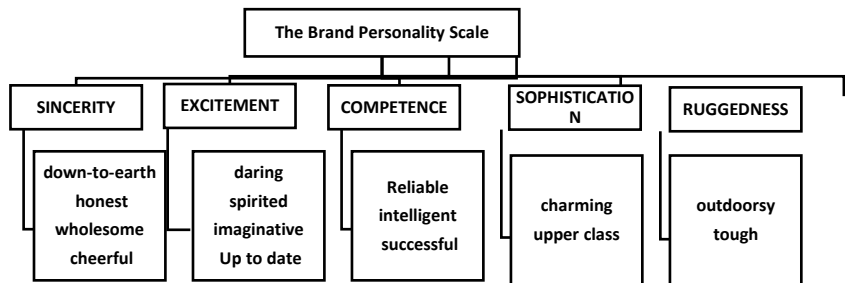 The Brand Personality Scale
SINCERITY
EXCITEMENT
COMPETENCE
SOPHISTICATIO
N
RUGGEDNESS
down-to-earth
honest
wholesome
cheerful
daring
spirited
imaginative
Up to date
Reliable
intelligent
successful
charming
upper class
outdoorsy
tough